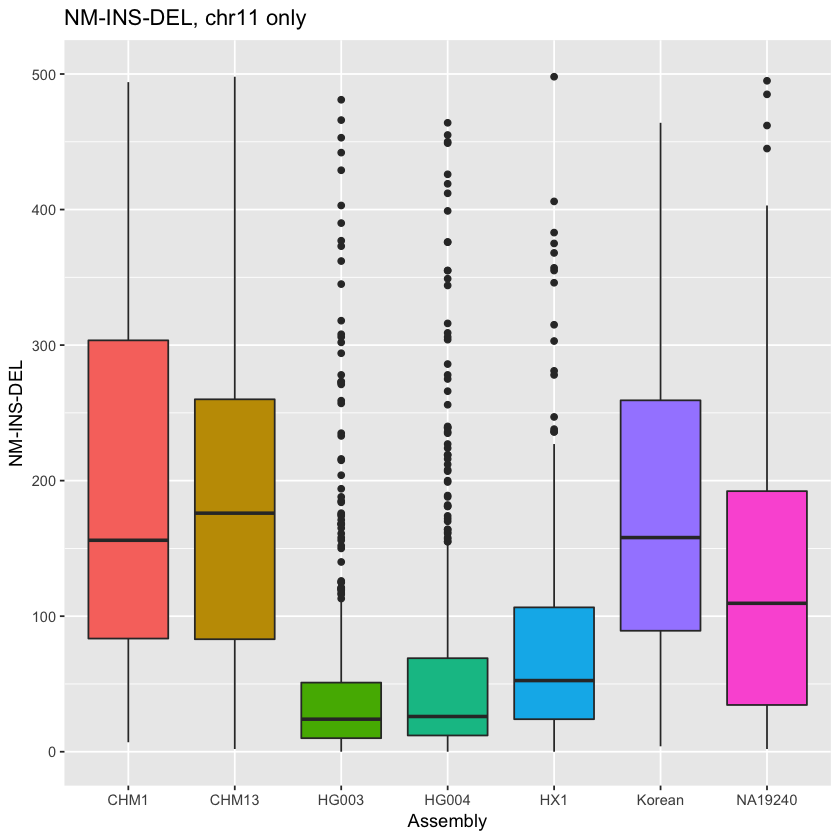 NM-INS-DEL, chr11 only
500
400
300
200
100
0
NM-INS-DEL
CHM1 CHM13 HG003 HG004 HX1 Korean NA19240
Assembly